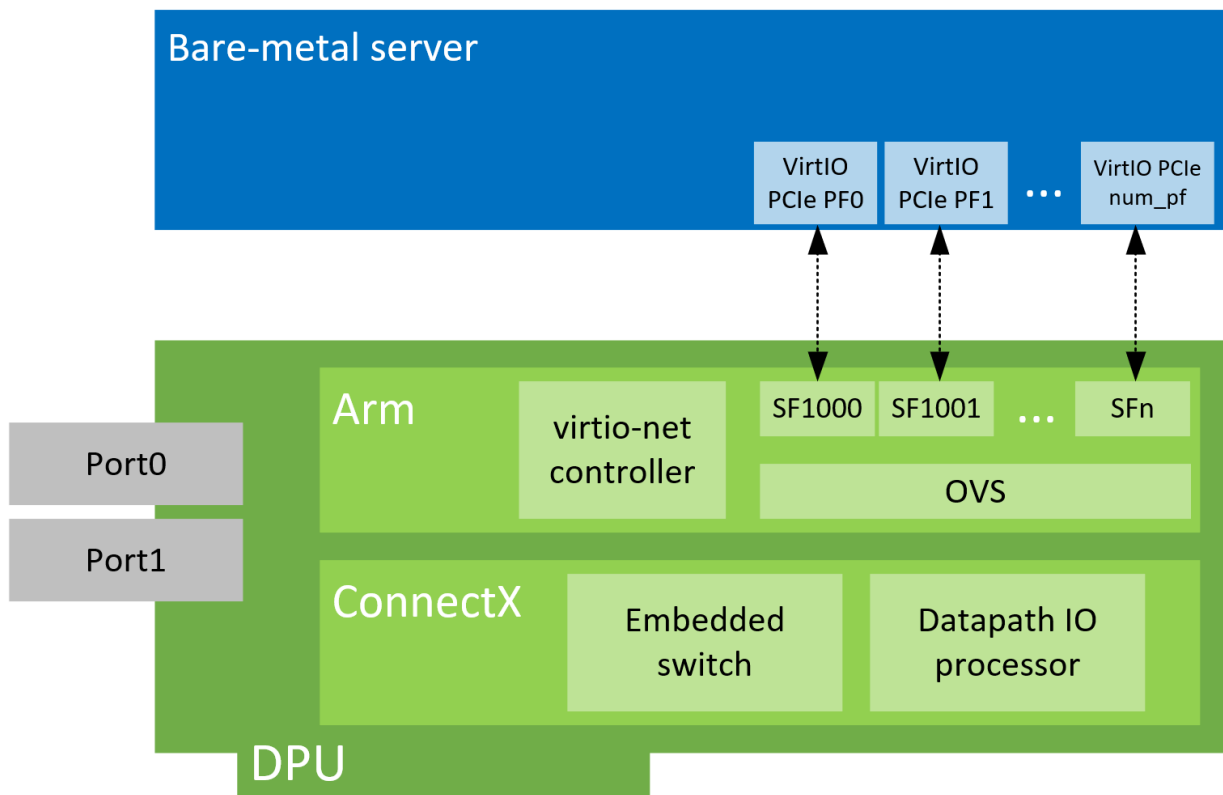 Bare-metal server
VirtIO
PCIe PF0
VirtIO
PCIe PF1
...
VirtIO PCIe
num_pf
Arm
virtio-net
controller
SF1000
SF1001
...
SFn
OVS
Port0
Port1
ConnectX
Embedded
switch
Datapath IO
processor
DPU